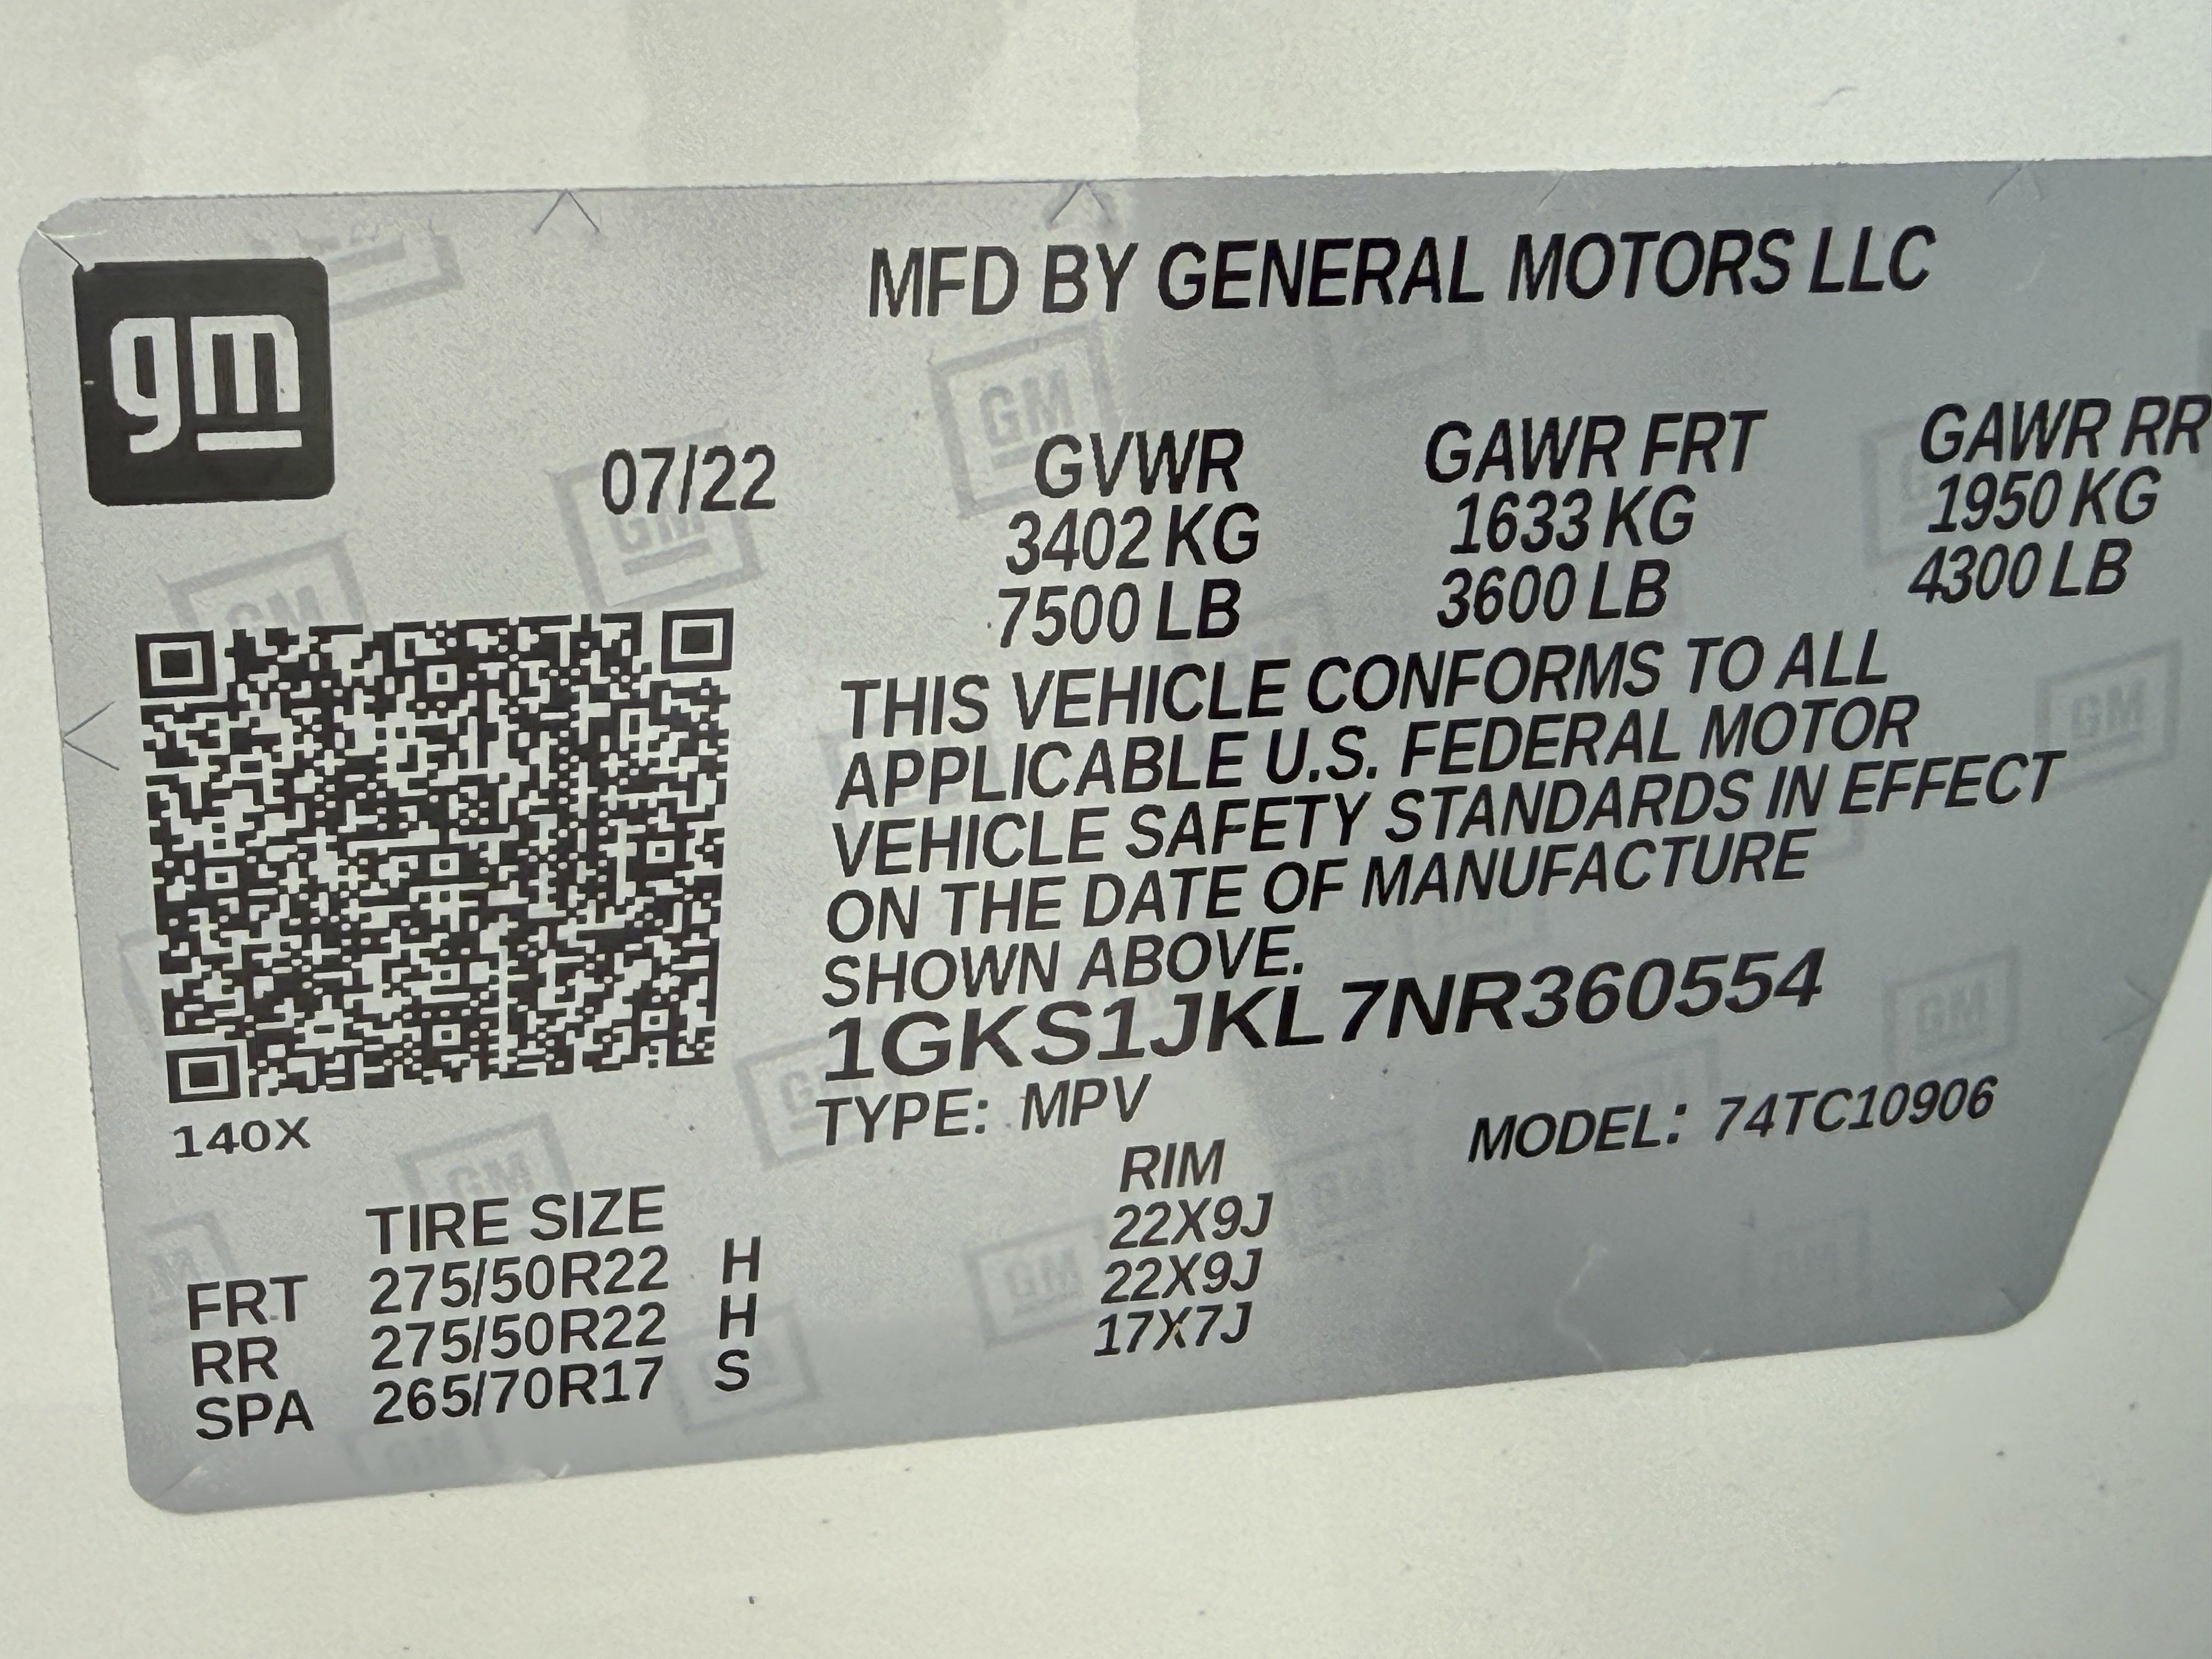 gm
MFD BY GENERAL MOTORS LLC
07/22 GVWR GAWR FRT GAWR RR
3402 KG 1633 KG 1950 KG
7500 LB 3600 LB 4300 LB
THIS VEHICLE CONFORMS TO ALL
APPLICABLE U.S. FEDERAL MOTOR
VEHICLE SAFETY STANDARDS IN EFFECT
ON THE DATE OF MANUFACTURE
SHOWN ABOVE.
1GKS1JKL7NR360554
140X
TYPE: MPV MODEL: 74TC10906
TIRE SIZE RIM
FRT 275/50R22 H 22X9J
RR 275/50R22 H 22X9J
SPA 265/70R17 S 17X7J